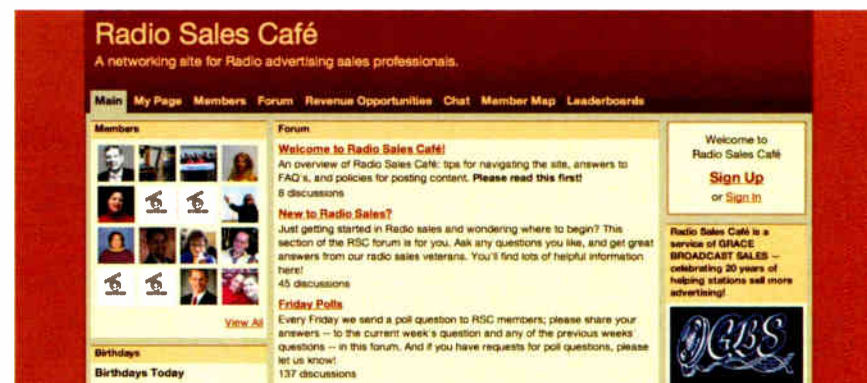 Radio Sales Café
A networking site for Radio advertising sales professionals.
Main My Page Members Forum Revenue Opportunities Chat Member Map Leaderboards
Members
View All
Birthdays
Birthdays Today
Forum
Welcome to Radio Sales Café!
An overview of Radio Sales Café: tips for navigating the site, answers to
FAQ's, and policies for posting content. Please read this first!
8 discussions
New to Radio Sales?
Just getting started in Radio sales and wondering where to begin? This
section of the RSC forum is for you. Ask any questions you like, and get great
answers from our radio sales veterans. You'll find lots of helpful information
here!
45 discussions
Friday Polls
Every Friday we send a poll question to RSC members; please share your
answers -- to the current week's question and any of the previous weeks'
questions -- in this forum. And if you have requests for poll questions, please
let us know!
137 discussions
Welcome to
Radio Sales Café
Sign Up
or Sign In
Radio Sales Café is a
service of GRACE
BROADCAST SALES --
celebrating 20 years of
helping stations sell more
advertising!
GBS